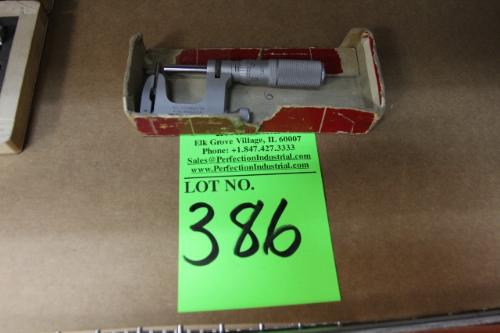 Elk Grove Village, IL 60007
Phone: +1.847.427.3333
Sales@PerfectionIndustrial.com
www.PerfectionIndustrial.com
LOT NO.
386